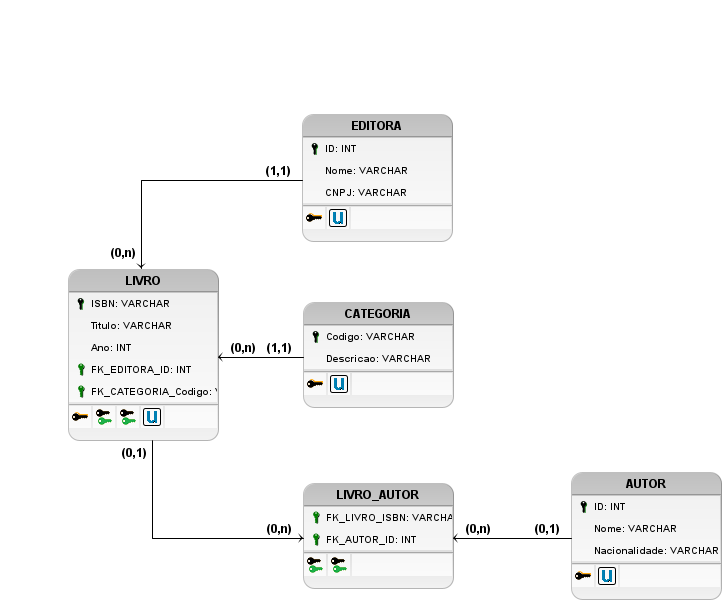 EDITORA
ID: INT
Nome: VARCHAR
CNPJ: VARCHAR
U
(1,1)
(0,n)
LIVRO
ISBN: VARCHAR
Titulo: VARCHAR
Ano: INT
FK_EDITORA_ID: INT
FK_CATEGORIA_Codigo:
U
CATEGORIA
Codigo: VARCHAR
Descricao: VARCHAR
U
(0,n) (1,1)
(0,1)
(0,n)
LIVRO_AUTOR
FK_LIVRO_ISBN: VARCHA
FK_AUTOR_ID: INT
(0,n) (0,1)
AUTOR
ID: INT
Nome: VARCHAR
Nacionalidade: VARCHAR
U